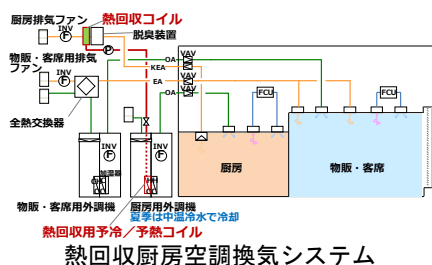 厨房排気ファン
熱回収コイル
INV
F
脱臭装置
P
物販・客席用排気
ファン
INV
F
VAV
OA
KEA
VAV
EA
VAV
OA
FCU
FCU
全熱交換器
INV
F
加湿器
INV
F
厨房
物販・客席
物販・客席用外調機
厨房用外調機
夏季は中温冷水で冷却
熱回収用予冷／予熱コイル
熱回収厨房空調換気システム